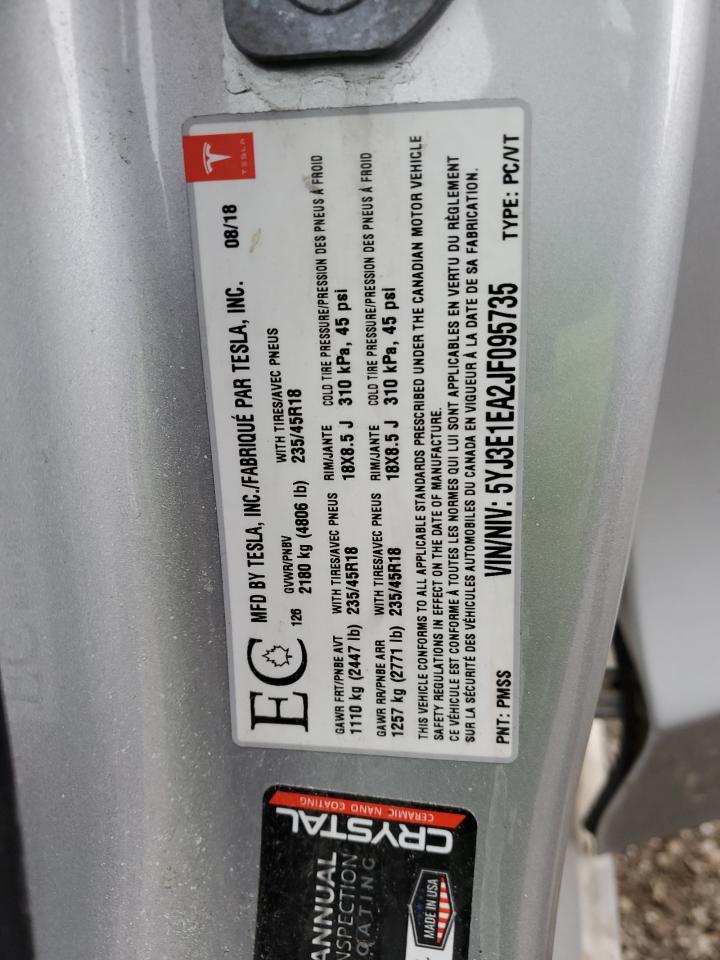 TESLA
EC
126
MFD BY TESLA, INC./FABRIQUÉ PAR TESLA, INC. 08/18
GVWR/PNBV WITH TIRES/AVEC PNEUS
2180 kg (4806 lb) 235/45R18
GAWR FRT/PNBE AVT WITH TIRES/AVEC PNEUS RIM/JANTE COLD TIRE PRESSURE/PRESSION DES PNEUS À FROID
1110 kg (2447 lb) 235/45R18 18X8.5 J 310 kPa, 45 psi
GAWR RR/PNBE ARR WITH TIRES/AVEC PNEUS RIM/JANTE COLD TIRE PRESSURE/PRESSION DES PNEUS À FROID
1257 kg (2771 lb) 235/45R18 18X8.5 J 310 kPa, 45 psi
THIS VEHICLE CONFORMS TO ALL APPLICABLE STANDARDS PRESCRIBED UNDER THE CANADIAN MOTOR VEHICLE
SAFETY REGULATIONS IN EFFECT ON THE DATE OF MANUFACTURE.
CE VÉHICULE EST CONFORME À TOUTES LES NORMES QUI LUI SONT APPLICABLES EN VERTU DU RÈGLEMENT
SUR LA SÉCURITÉ DES VÉHICULES AUTOMOBILES DU CANADA EN VIGUEUR À LA DATE DE SA FABRICATION.
PNT: PMSS VIN/NIV: 5YJ3E1EA2JF095735 TYPE: PC/VT
CRYSTAL
CERAMIC NANO COATING
ANNUAL
INSPECTION
COATING
MADE IN USA